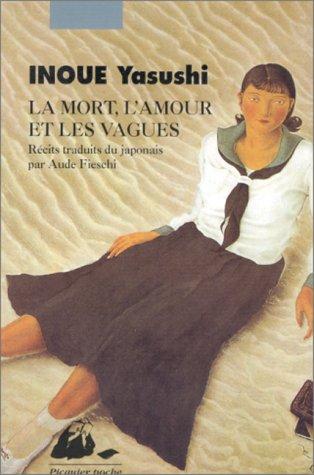 INOUE Yasushi
LA MORT, L'AMOUR
ET LES VAGUES
Récits traduits du japonais
par Aude Fieschi
Picquier poche